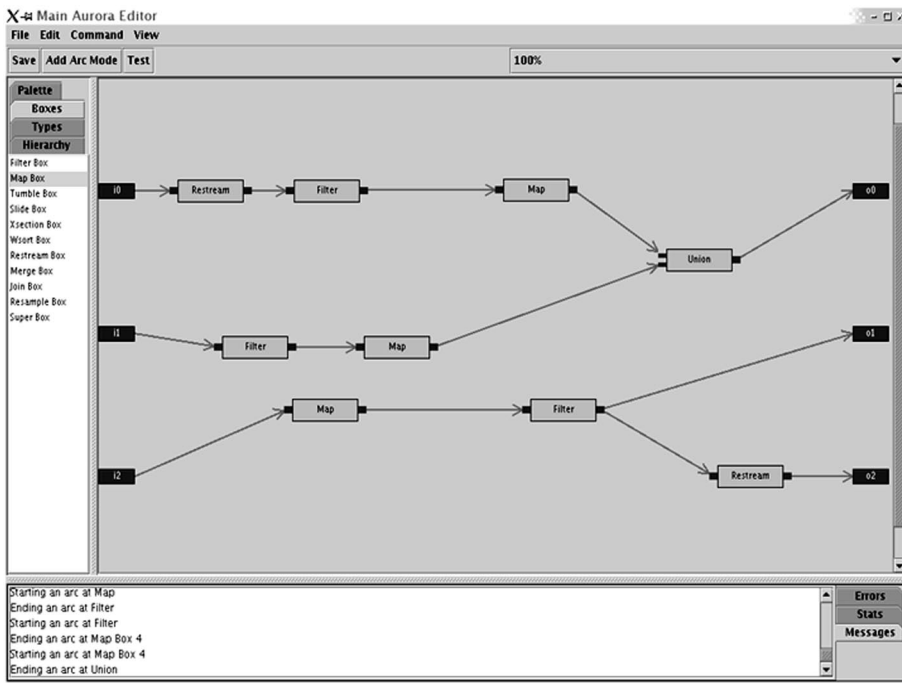 Main Aurora Editor
File Edit Command View
Save Add Arc Mode Test 100%
Palette
Boxes
Types
Hierarchy
Filter Box
Map Box
Tumble Box
Slide Box
Xsection Box
Wsort Box
Restream Box
Merge Box
Join Box
Resample Box
Super Box
i0 Restream Filter Map o0
Union
i1 Filter Map o1
Map Filter
i2 Restream o2
Starting an arc at Map
Ending an arc at Filter
Starting an arc at Filter
Ending an arc at Map Box 4
Starting an arc at Map Box 4
Ending an arc at Union
Errors
Stats
Messages